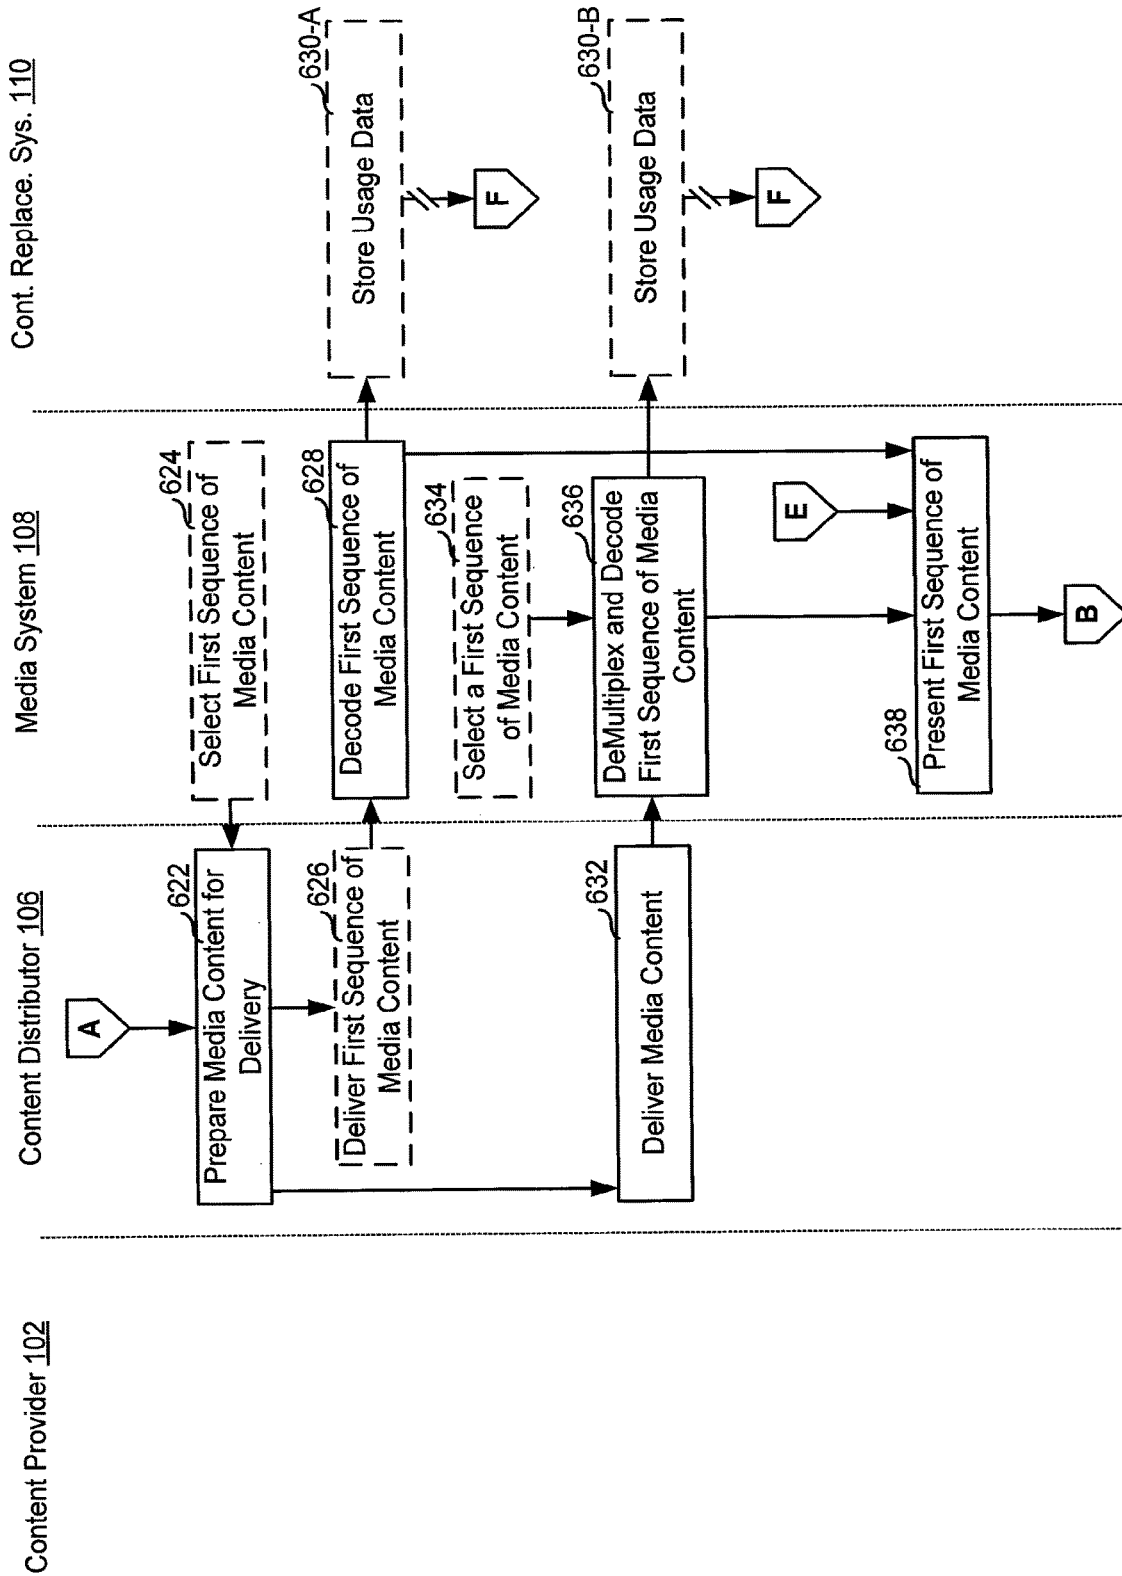 Content Provider 102
Content Distributor 106
Media System 108
Cont. Replace. Sys. 110
A
622
Prepare Media Content for
Delivery
624
Select First Sequence of
Media Content
626
Deliver First Sequence of
Media Content
628
Decode First Sequence of
Media Content
630-A
Store Usage Data
F
632
Deliver Media Content
634
Select a First Sequence
of Media Content
636
DeMultiplex and Decode
First Sequence of Media
Content
630-B
Store Usage Data
F
E
638
Present First Sequence of
Media Content
B